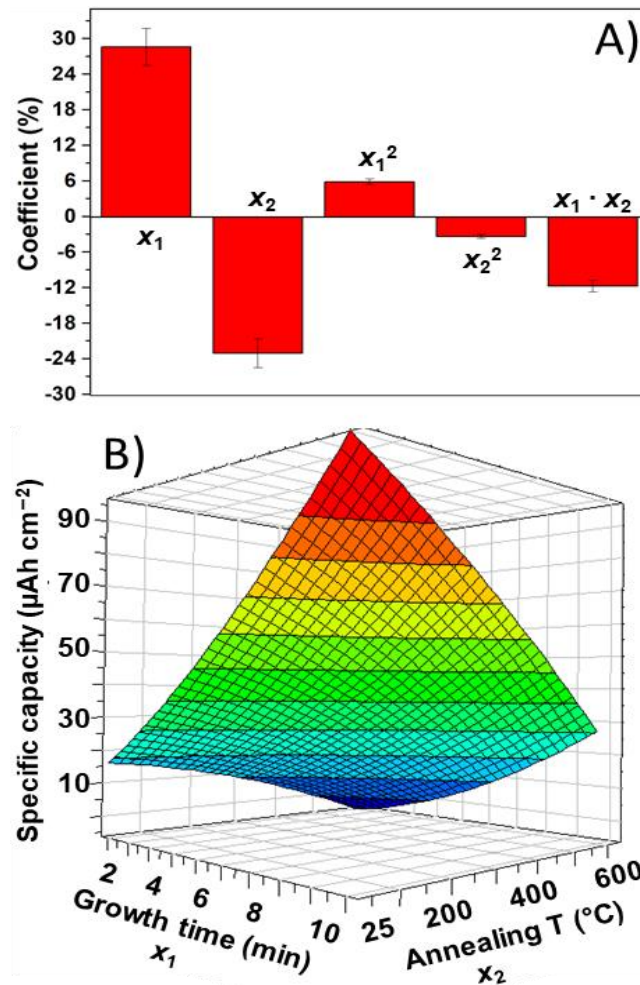 A)
Coefficient (%)
30
24
18
12
6
0
-6
-12
-18
-24
-30
x₁
x₂
x₁²
x₂²
x₁ · x₂
B)
Specific capacity (µAh cm⁻²)
90
70
50
30
10
2 4 6 8 10
Growth time (min)
x₁
25 200 400 600
Annealing T (°C)
x₂